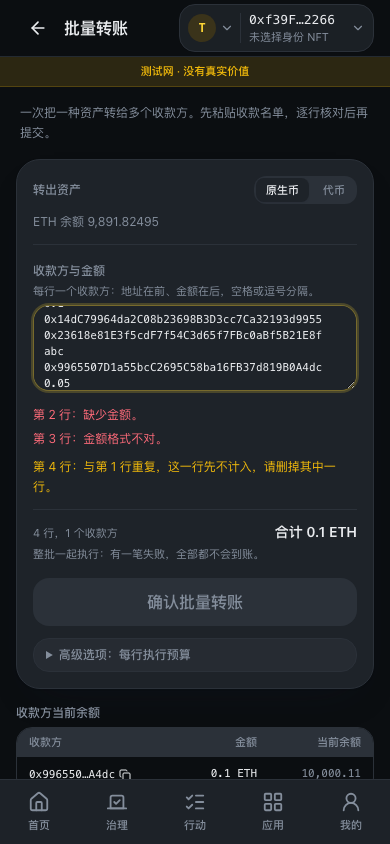 批量转账
T
0xf39F…2266
未选择身份 NFT
测试网 · 没有真实价值
一次把一种资产转给多个收款方。先粘贴收款名单，逐行核对后再
提交。
转出资产
原生币
代币
ETH 余额 9,891.82495
收款方与金额
每行一个收款方：地址在前、金额在后，空格或逗号分隔。
0x14dC79964da2C08b23698B3D3cc7Ca32193d9955
0x23618e81E3f5cdF7f54C3d65f7FBc0aBf5B21E8f
abc
0x9965507D1a55bcC2695C58ba16FB37d819B0A4dc
0.05
第 2 行：缺少金额。
第 3 行：金额格式不对。
第 4 行：与第 1 行重复，这一行先不计入，请删掉其中一
行。
4 行，1 个收款方
合计 0.1 ETH
整批一起执行：有一笔失败，全部都不会到账。
确认批量转账
高级选项：每行执行预算
收款方当前余额
收款方
金额
当前余额
0x996550…A4dc
0.1 ETH
10,000.11
首页
治理
行动
应用
我的